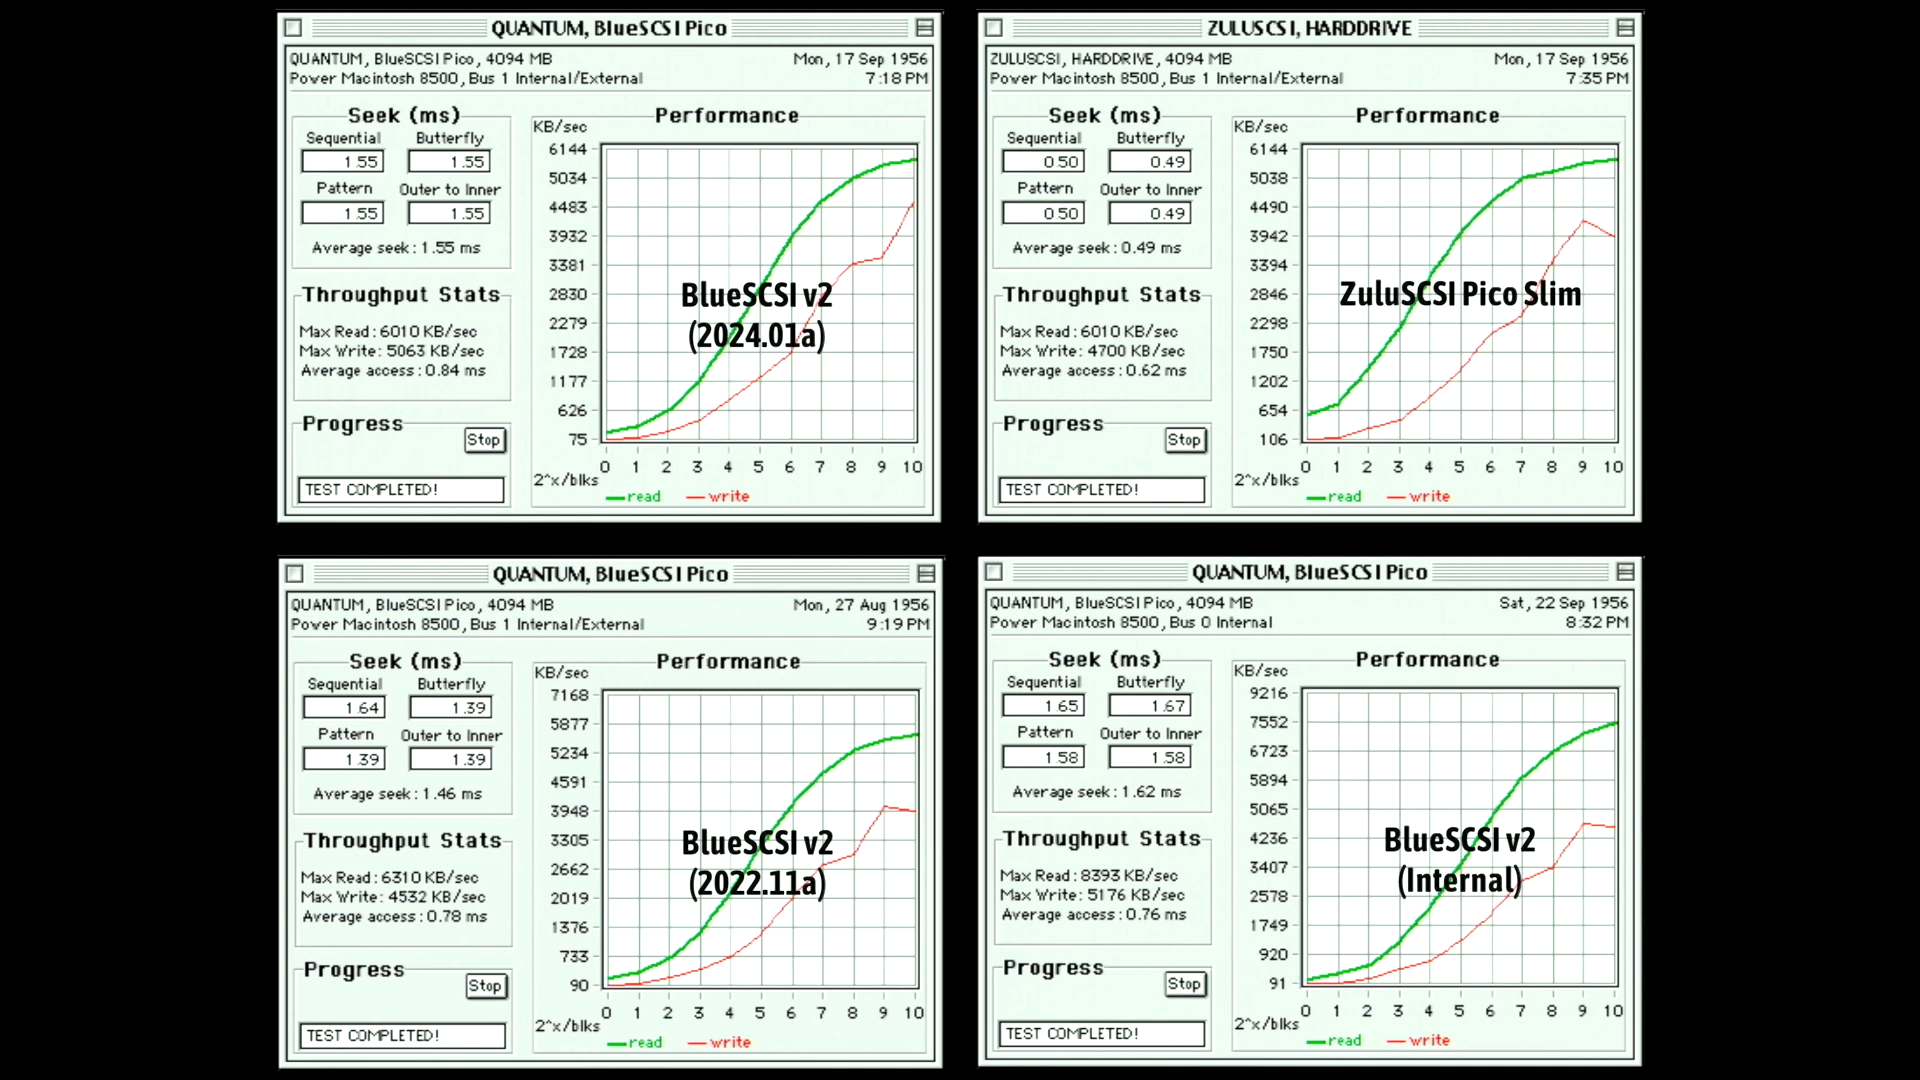 QUANTUM, BlueSCSI Pico
QUANTUM, BlueSCSI Pico, 4094 MB
Mon, 17 Sep 1956
Power Macintosh 8500, Bus 1 Internal/External
7:18 PM
Seek (ms)
Sequential
Butterfly
1.55
1.55
Pattern
Outer to Inner
1.55
1.55
Average seek: 1.55 ms
Throughput Stats
Max Read: 6010 KB/sec
Max Write: 5063 KB/sec
Average access: 0.84 ms
Progress
Stop
TEST COMPLETED!
Performance
KB/sec
6144
5034
4483
3932
3381
2830
2279
1728
1177
626
75
0 1 2 3 4 5 6 7 8 9 10
2^x/blks
read
write
BlueSCSI v2
(2024.01a)
ZULUSCSI, HARDDRIVE
ZULUSCSI, HARDDRIVE, 4094 MB
Mon, 17 Sep 1956
Power Macintosh 8500, Bus 1 Internal/External
7:35 PM
Seek (ms)
Sequential
Butterfly
0.50
0.49
Pattern
Outer to Inner
0.50
0.49
Average seek: 0.49 ms
Throughput Stats
Max Read: 6010 KB/sec
Max Write: 4700 KB/sec
Average access: 0.62 ms
Progress
Stop
TEST COMPLETED!
Performance
KB/sec
6144
5038
4490
3942
3394
2846
2298
1750
1202
654
106
0 1 2 3 4 5 6 7 8 9 10
2^x/blks
read
write
ZuluSCSI Pico Slim
QUANTUM, BlueSCSI Pico
QUANTUM, BlueSCSI Pico, 4094 MB
Mon, 27 Aug 1956
Power Macintosh 8500, Bus 1 Internal/External
9:19 PM
Seek (ms)
Sequential
Butterfly
1.64
1.39
Pattern
Outer to Inner
1.39
1.39
Average seek: 1.46 ms
Throughput Stats
Max Read: 6310 KB/sec
Max Write: 4532 KB/sec
Average access: 0.78 ms
Progress
Stop
TEST COMPLETED!
Performance
KB/sec
7168
5877
5234
4591
3948
3305
2662
2019
1376
733
90
0 1 2 3 4 5 6 7 8 9 10
2^x/blks
read
write
BlueSCSI v2
(2022.11a)
QUANTUM, BlueSCSI Pico
QUANTUM, BlueSCSI Pico, 4094 MB
Sat, 22 Sep 1956
Power Macintosh 8500, Bus 0 Internal
8:32 PM
Seek (ms)
Sequential
Butterfly
1.65
1.67
Pattern
Outer to Inner
1.58
1.58
Average seek: 1.62 ms
Throughput Stats
Max Read: 8393 KB/sec
Max Write: 5176 KB/sec
Average access: 0.76 ms
Progress
Stop
TEST COMPLETED!
Performance
KB/sec
9216
7552
6723
5894
5065
4236
3407
2578
1749
920
91
0 1 2 3 4 5 6 7 8 9 10
2^x/blks
read
write
BlueSCSI v2
(Internal)